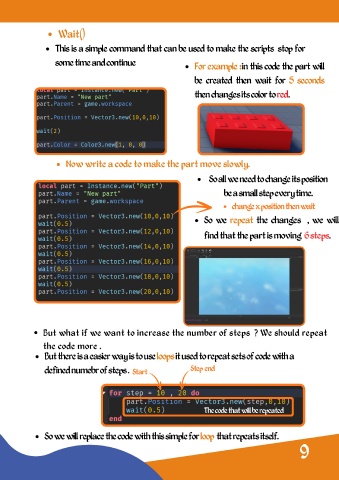 • Wait()
• This is a simple command that can be used to make the scripts stop for
some time and continue
• For example :in this code the part will
be created then wait for 5 seconds
then changes its color to red.
local part = Instance.new("Part")
part.Name = "New part"
part.Parent = game.workspace
part.Position = Vector3.new(10,0,10)
wait(2)
part.Color = Color3.new(1, 0, 0)
• Now write a code to make the part move slowly.
local part = Instance.new("Part")
part.Name = "New part"
part.Parent = game.workspace
part.Position = Vector3.new(10,0,10)
wait(0.5)
part.Position = Vector3.new(12,0,10)
wait(0.5)
part.Position = Vector3.new(14,0,10)
wait(0.5)
part.Position = Vector3.new(16,0,10)
wait(0.5)
part.Position = Vector3.new(18,0,10)
wait(0.5)
part.Position = Vector3.new(20,0,10)
• So all we need to change its position
be a small step every time.
• change x position then wait
• So we repeat the changes , we will
find that the part is moving 6 steps.
• But what if we want to increase the number of steps ? We should repeat
the code more .
• But there is a easier way is to use loops it used to repeat sets of code with a
defined numebr of steps .
Start
Step end
for step = 10 , 20 do
part.Position = Vector3.new(step,0,10)
wait(0.5)
The code that will be repeated
end
• So we will replace the code with this simple for loop that repeats itself.
9